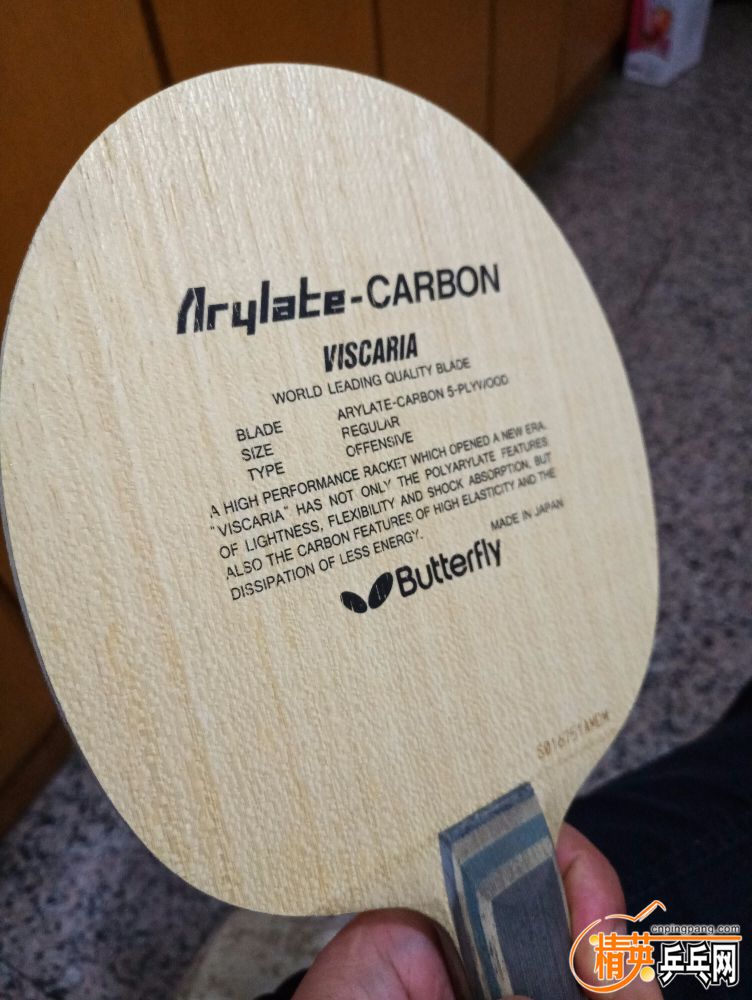 Arylate-CARBON
VISCARIA
WORLD LEADING QUALITY BLADE
BLADE ARYLATE-CARBON 5-PLYWOOD
SIZE REGULAR
TYPE OFFENSIVE
A HIGH PERFORMANCE RACKET WHICH OPENED A NEW ERA.
"VISCARIA" HAS NOT ONLY THE POLYARYLATE FEATURES
OF LIGHTNESS, FLEXIBILITY AND SHOCK ABSORPTION, BUT
ALSO THE CARBON FEATURES OF HIGH ELASTICITY AND THE
DISSIPATION OF LESS ENERGY.
MADE IN JAPAN
Butterfly
cnpingpang.com
精英乒乓网